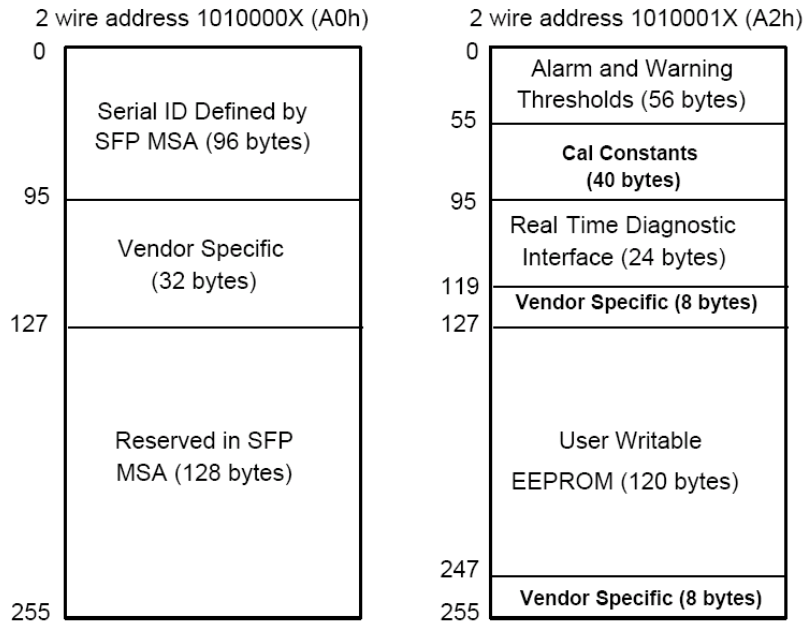 2 wire address 1010000X (A0h)
0
Serial ID Defined by
SFP MSA (96 bytes)
95
Vendor Specific
(32 bytes)
127
Reserved in SFP
MSA (128 bytes)
255
2 wire address 1010001X (A2h)
0
Alarm and Warning
Thresholds (56 bytes)
55
Cal Constants
(40 bytes)
95
Real Time Diagnostic
Interface (24 bytes)
119
Vendor Specific (8 bytes)
127
User Writable
EEPROM (120 bytes)
247
Vendor Specific (8 bytes)
255